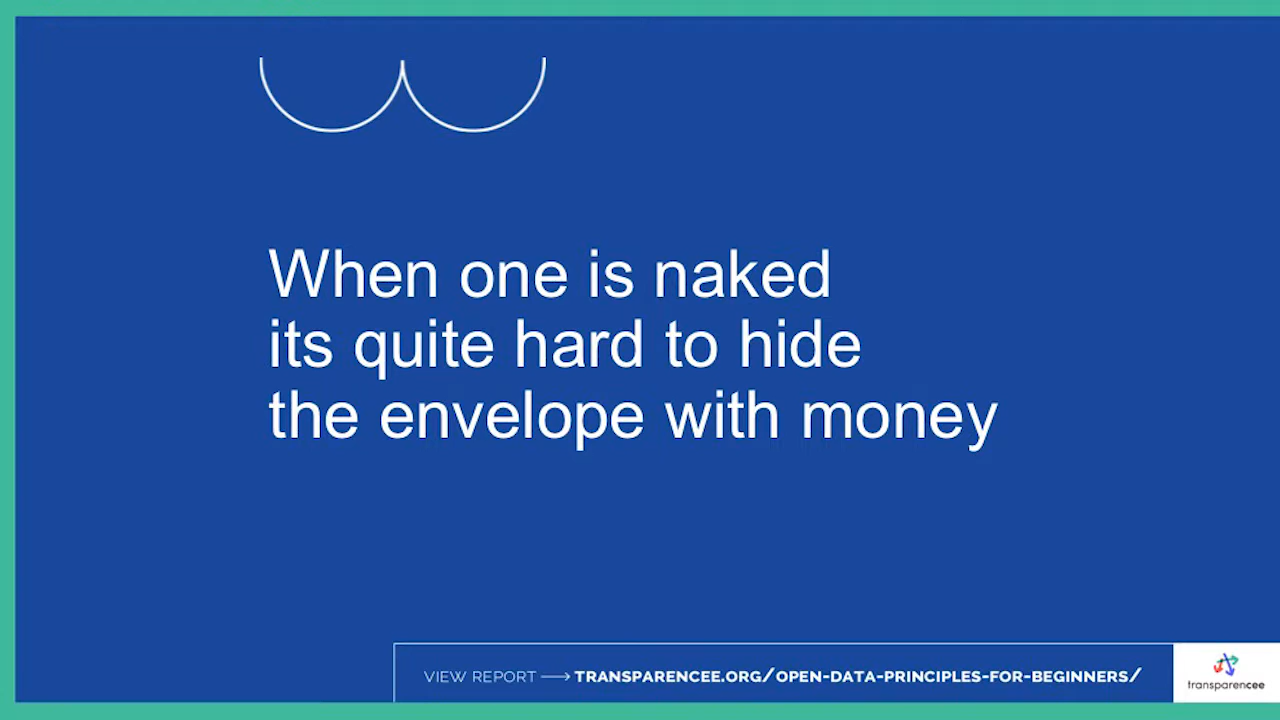 When one is naked
its quite hard to hide
the envelope with money
VIEW REPORT → TRANSPARENCEE.ORG/OPEN-DATA-PRINCIPLES-FOR-BEGINNERS/
transparencee